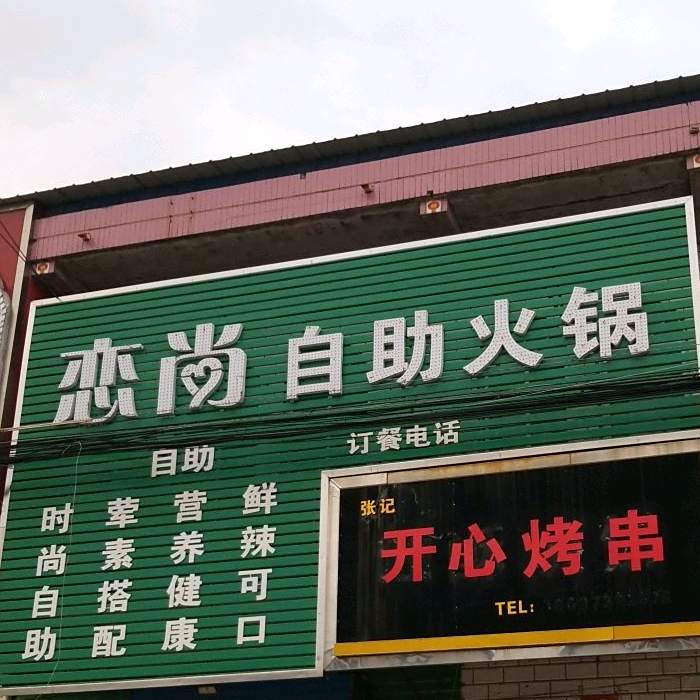 恋尚 自助火锅
自助
订餐电话
时尚自助
荤素搭配
营养健康
鲜辣可口
张记
开心烤串
TEL: